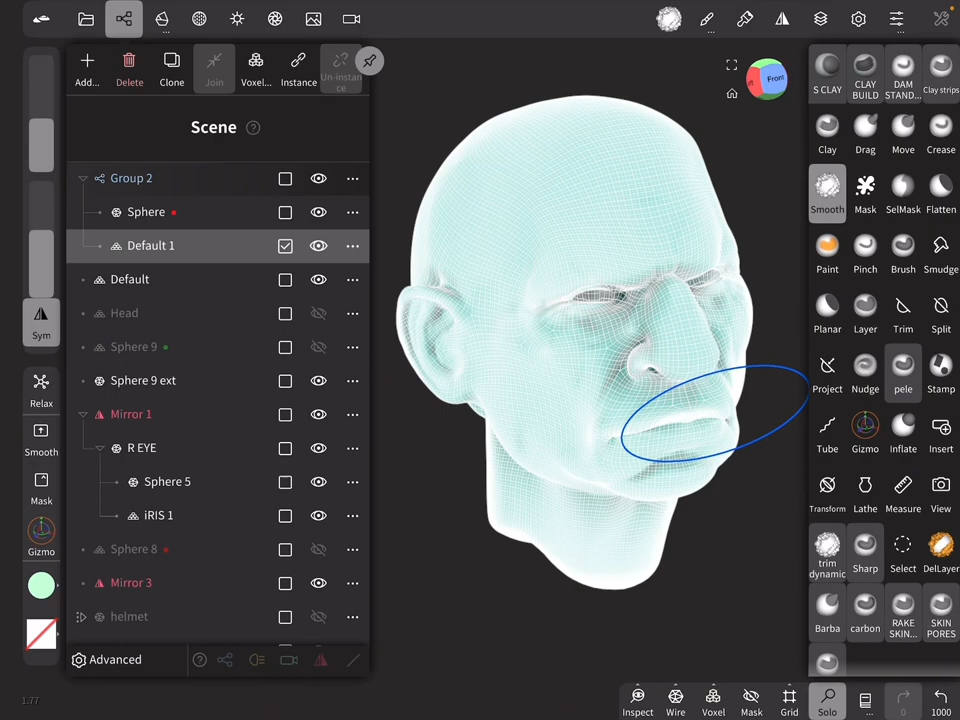 Add...
Delete
Clone
Join
Voxel...
Instance
Un-instance
Scene
Group 2
Sphere
Default 1
Default
Head
Sphere 9
Sphere 9 ext
Mirror 1
R EYE
Sphere 5
iRIS 1
Sphere 8
Mirror 3
helmet
Advanced
Sym
Relax
Smooth
Mask
Gizmo
1.77
Front
S CLAY
CLAY BUILD
DAM STAND...
Clay strips
Clay
Drag
Move
Crease
Smooth
Mask
SelMask
Flatten
Paint
Pinch
Brush
Smudge
Planar
Layer
Trim
Split
Project
Nudge
pele
Stamp
Tube
Gizmo
Inflate
Insert
Transform
Lathe
Measure
View
trim dynamic
Sharp
Select
DelLayer
Barba
carbon
RAKE SKIN...
SKIN PORES
Inspect
Wire
Voxel
Mask
Grid
Solo
0
1000